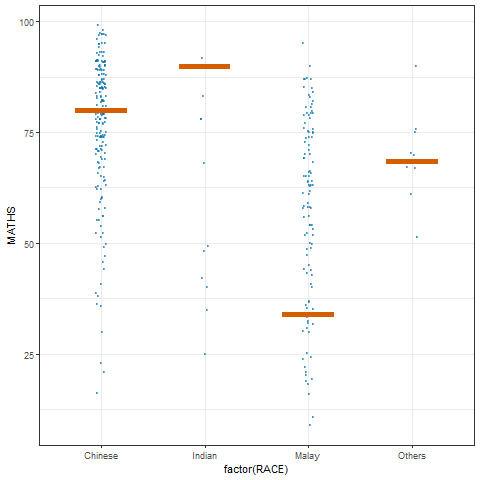 100
75
50
25
MATHS
Chinese
Indian
Malay
Others
factor(RACE)